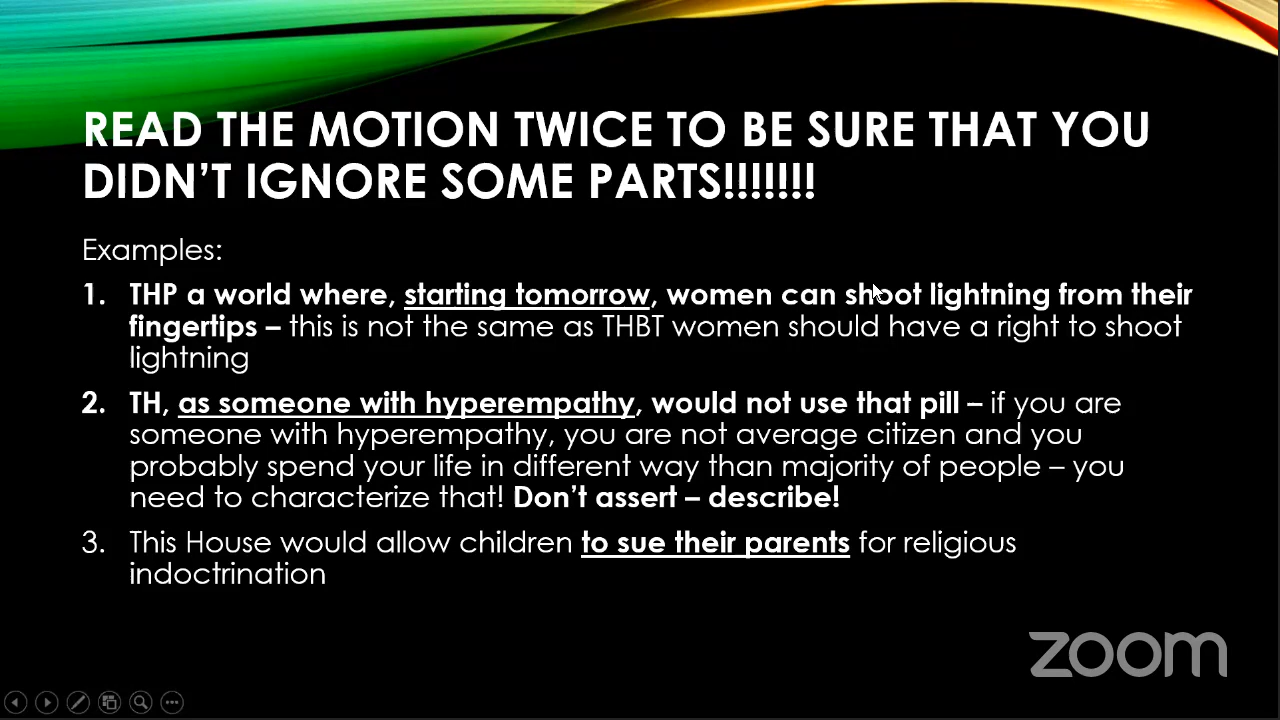 READ THE MOTION TWICE TO BE SURE THAT YOU
DIDN'T IGNORE SOME PARTS!!!!!!!
Examples:
1. THP a world where, starting tomorrow, women can shoot lightning from their
fingertips – this is not the same as THBT women should have a right to shoot
lightning
2. TH, as someone with hyperempathy, would not use that pill – if you are
someone with hyperempathy, you are not average citizen and you
probably spend your life in different way than majority of people – you
need to characterize that! Don't assert – describe!
3. This House would allow children to sue their parents for religious
indoctrination
zoom